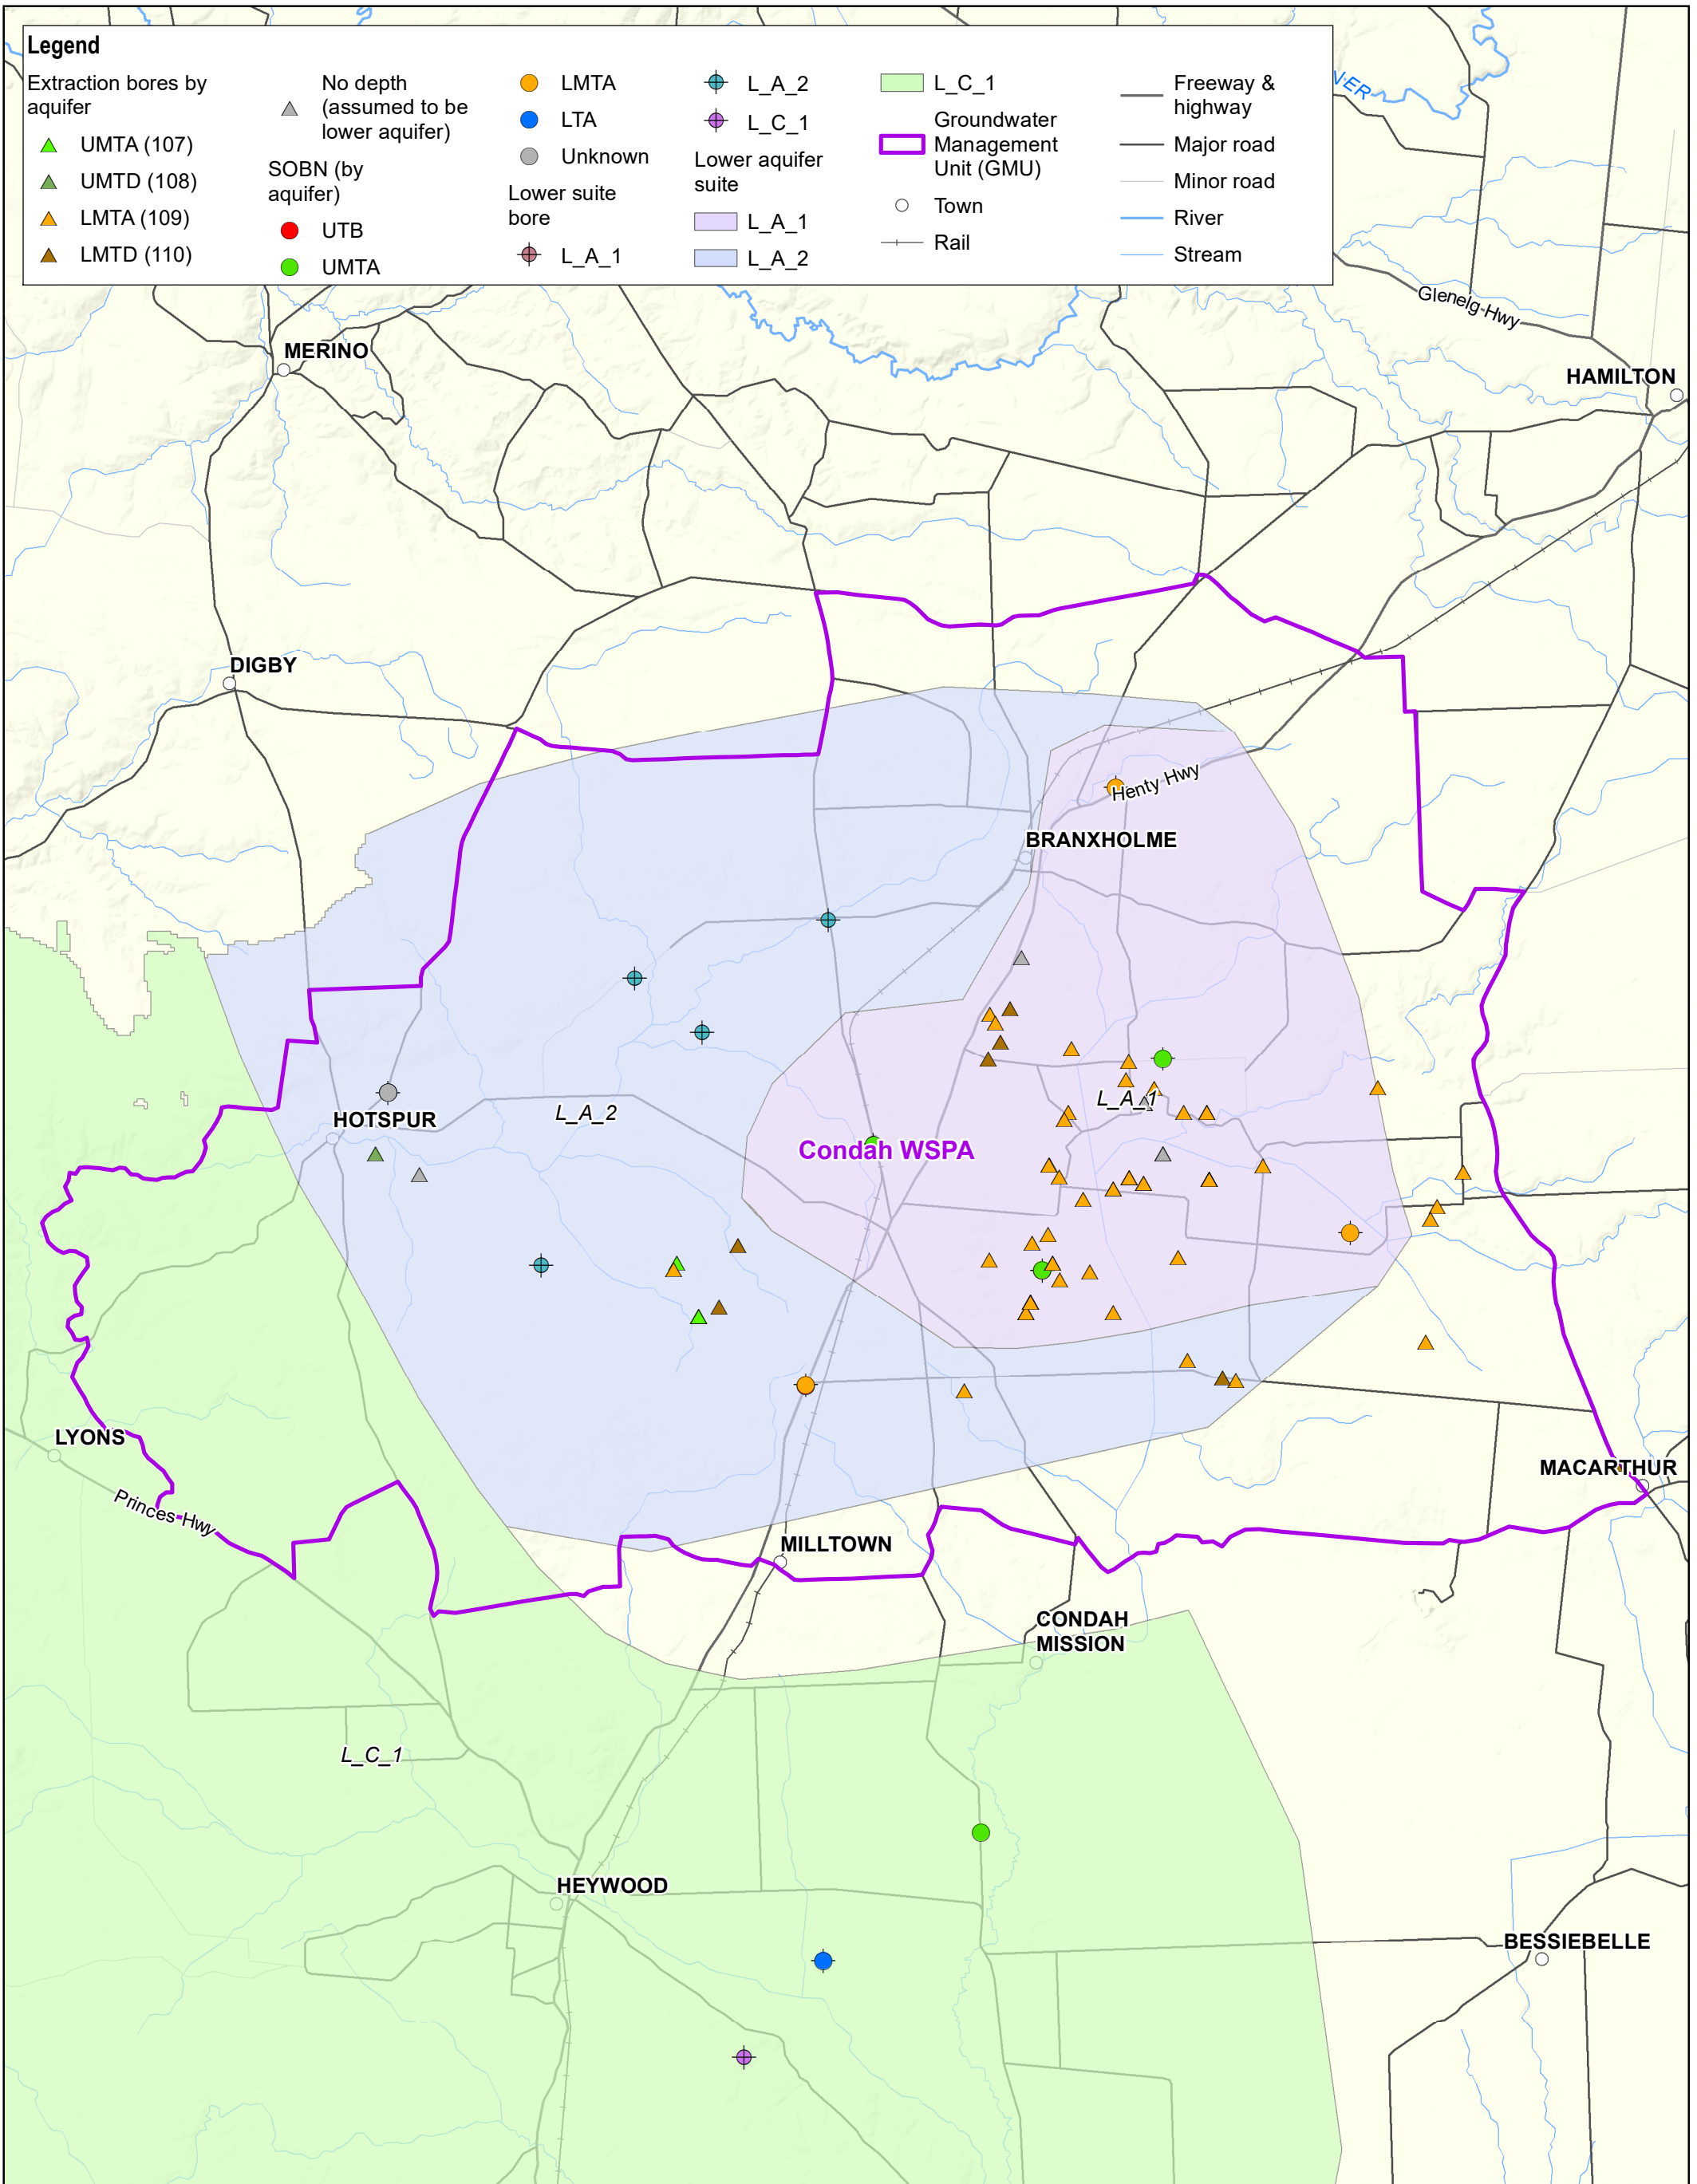 Legend
Extraction bores by
aquifer
UMTA (107)
UMTD (108)
LMTA (109)
LMTD (110)
No depth
(assumed to be
lower aquifer)
SOBN (by
aquifer)
UTB
UMTA
LMTA
LTA
Unknown
Lower suite
bore
L_A_1
L_A_2
L_C_1
Lower aquifer
suite
L_A_1
L_A_2
L_C_1
Groundwater
Management
Unit (GMU)
Town
Rail
Freeway &
highway
Major road
Minor road
River
Stream
Glenelg Hwy
MERINO
HAMILTON
DIGBY
Henty Hwy
BRANXHOLME
L_A_1
L_A_2
HOTSPUR
Condah WSPA
LYONS
MACARTHUR
Princes Hwy
MILLTOWN
CONDAH
MISSION
L_C_1
HEYWOOD
BESSIEBELLE